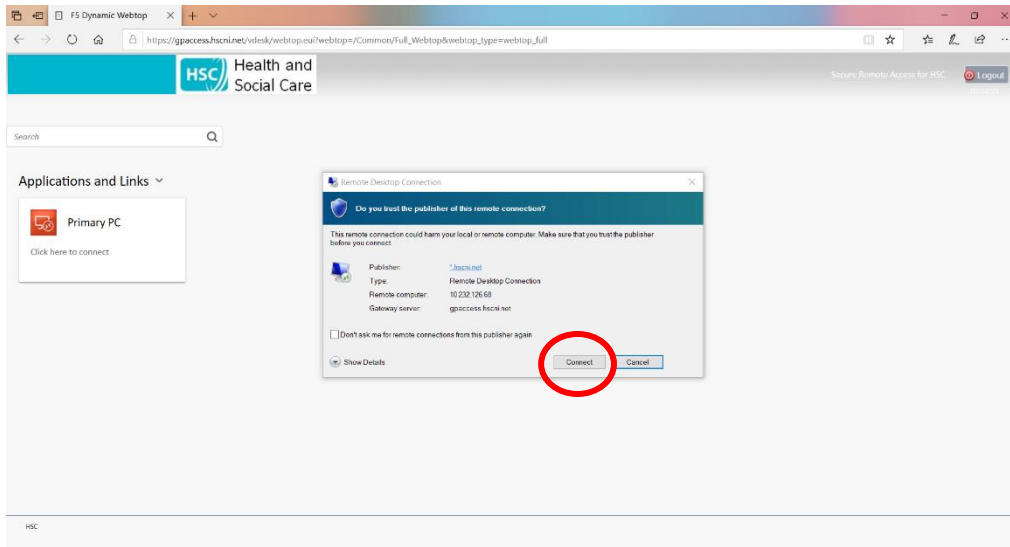 F5 Dynamic Webtop
https://gpaccess.hscni.net/vdesk/webtop.eui?webtop=/Common/Full_Webtop&webtop_type=webtop_full
HSC
Health and
Social Care
Secure Remote Access for HSC
Logout
Search
Applications and Links
Primary PC
Click here to connect
Remote Desktop Connection
Do you trust the publisher of this remote connection?
This remote connection could harm your local or remote computer. Make sure that you trust the publisher
before you connect.
Publisher: *.hscni.net
Type: Remote Desktop Connection
Remote computer: 10.232.126.68
Gateway server: gpaccess.hscni.net
Don't ask me for remote connections from this publisher again
Show Details
Connect
Cancel
HSC